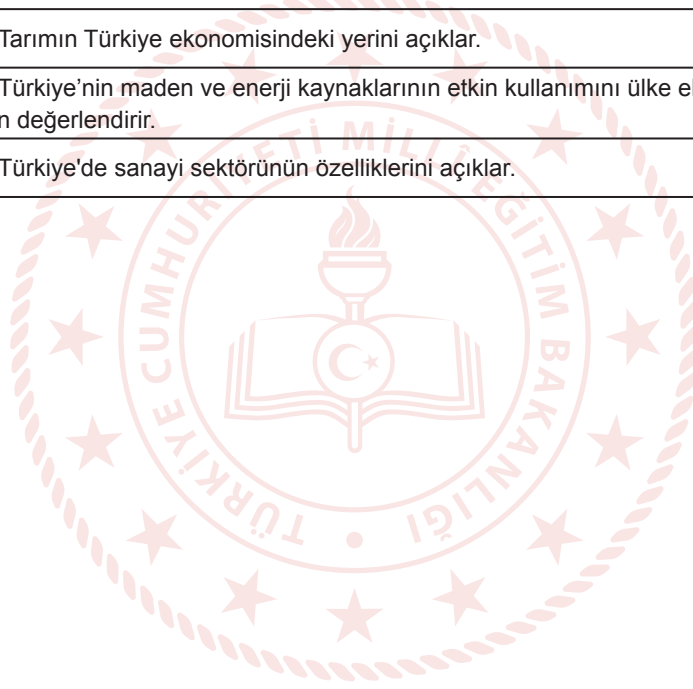 Tarımın Türkiye ekonomisindeki yerini açıklar.
Türkiye’nin maden ve enerji kaynaklarının etkin kullanımını ülke
değerlendirir.
Türkiye'de sanayi sektörünün özelliklerini açıklar.
TÜRKİYE CUMHURİYETİ MİLLÎ EĞİTİM BAKANLIĞI